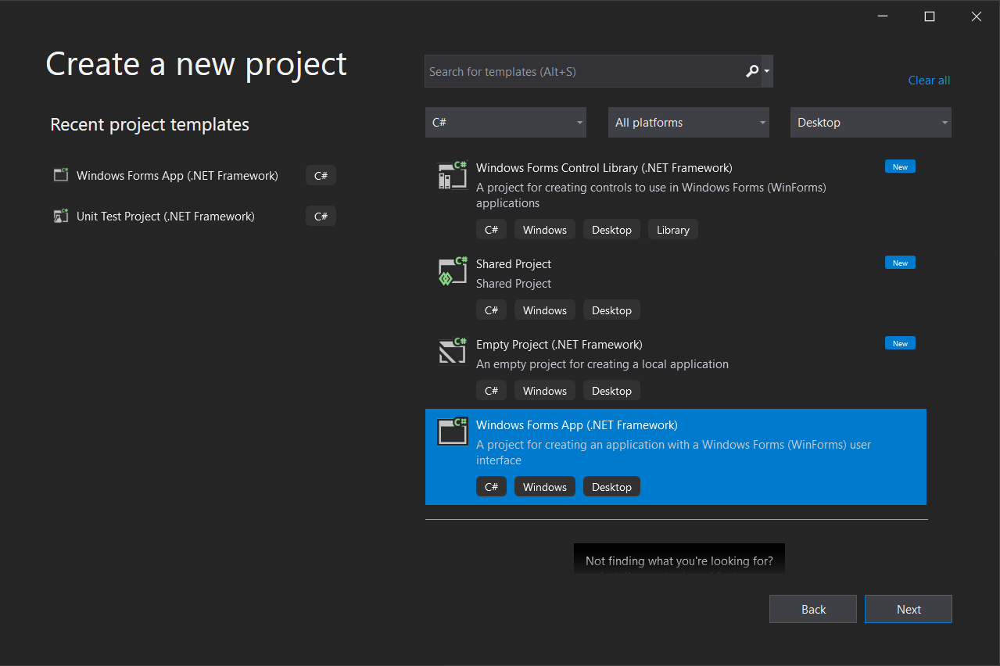 Create a new project
Recent project templates
Windows Forms App (.NET Framework) C#
Unit Test Project (.NET Framework) C#
Search for templates (Alt+S)
Clear all
C# All platforms Desktop
C#
Windows Forms Control Library (.NET Framework) New
A project for creating controls to use in Windows Forms (WinForms)
applications
C# Windows Desktop Library
C#
Shared Project New
Shared Project
C# Windows Desktop
C#
Empty Project (.NET Framework) New
An empty project for creating a local application
C# Windows Desktop
C#
Windows Forms App (.NET Framework)
A project for creating an application with a Windows Forms (WinForms) user
interface
C# Windows Desktop
Not finding what you're looking for?
Back Next